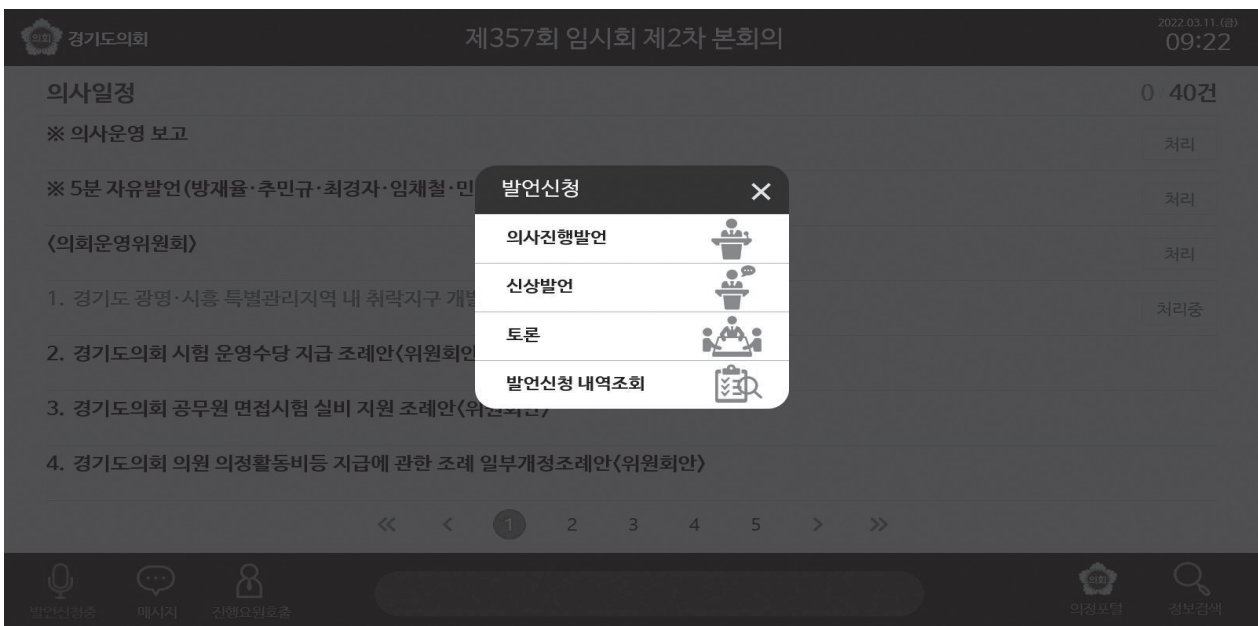 의회 경기도의회
제357회 임시회 제2차 본회의
2022.03.11.(금)
09:22
의사일정
0 40건
※ 의사운영 보고
처리
※ 5분 자유발언(방재율·추민규·최경자·임채철·민
처리
〈의회운영위원회〉
처리
1. 경기도 광명·시흥 특별관리지역 내 취락지구 개발
처리중
2. 경기도의회 시험 운영수당 지급 조례안〈위원회안
3. 경기도의회 공무원 면접시험 실비 지원 조례안〈위원회안〉
4. 경기도의회 의원 의정활동비등 지급에 관한 조례 일부개정조례안〈위원회안〉
발언신청 ×
의사진행발언
신상발언
토론
발언신청 내역조회
« < 1 2 3 4 5 > »
발언신청중
메시지
진행요원호출
의회
의정포털
정보검색